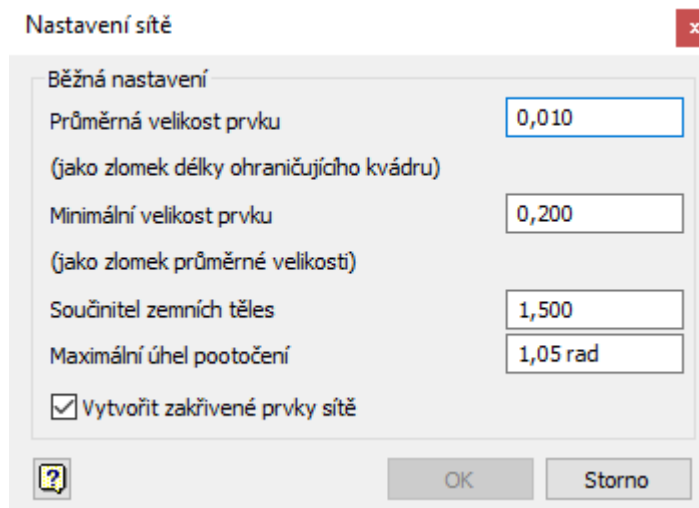 Nastavení sítě
x
Běžná nastavení
Průměrná velikost prvku 0,010
(jako zlomek délky ohraničujícího kvádru)
Minimální velikost prvku 0,200
(jako zlomek průměrné velikosti)
Součinitel zemních těles 1,500
Maximální úhel pootočení 1,05 rad
Vytvořit zakřivené prvky sítě
? OK Storno